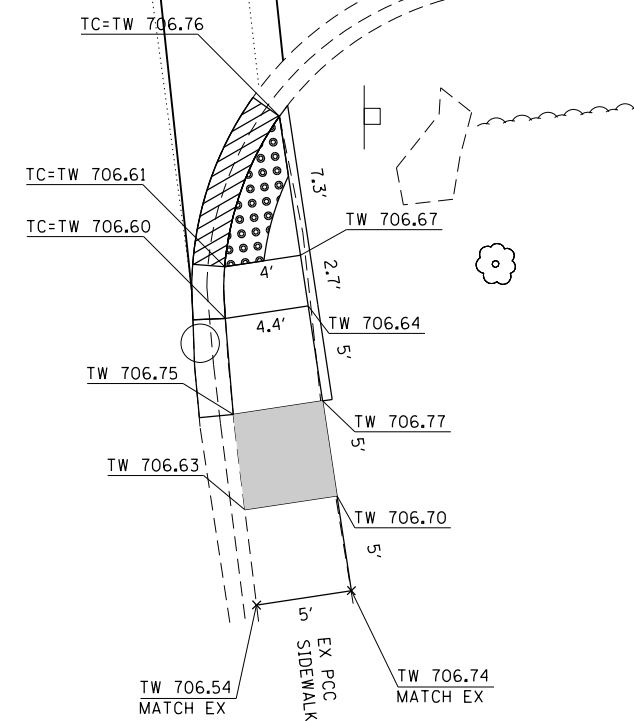 TC=TW 706.76
TC=TW 706.61
7.3'
TC=TW 706.60
TW 706.67
4'
2.7'
4.4'
TW 706.64
5'
TW 706.75
TW 706.77
5'
TW 706.63
TW 706.70
5'
5'
EX PCC
SIDEWALK
TW 706.54
MATCH EX
TW 706.74
MATCH EX